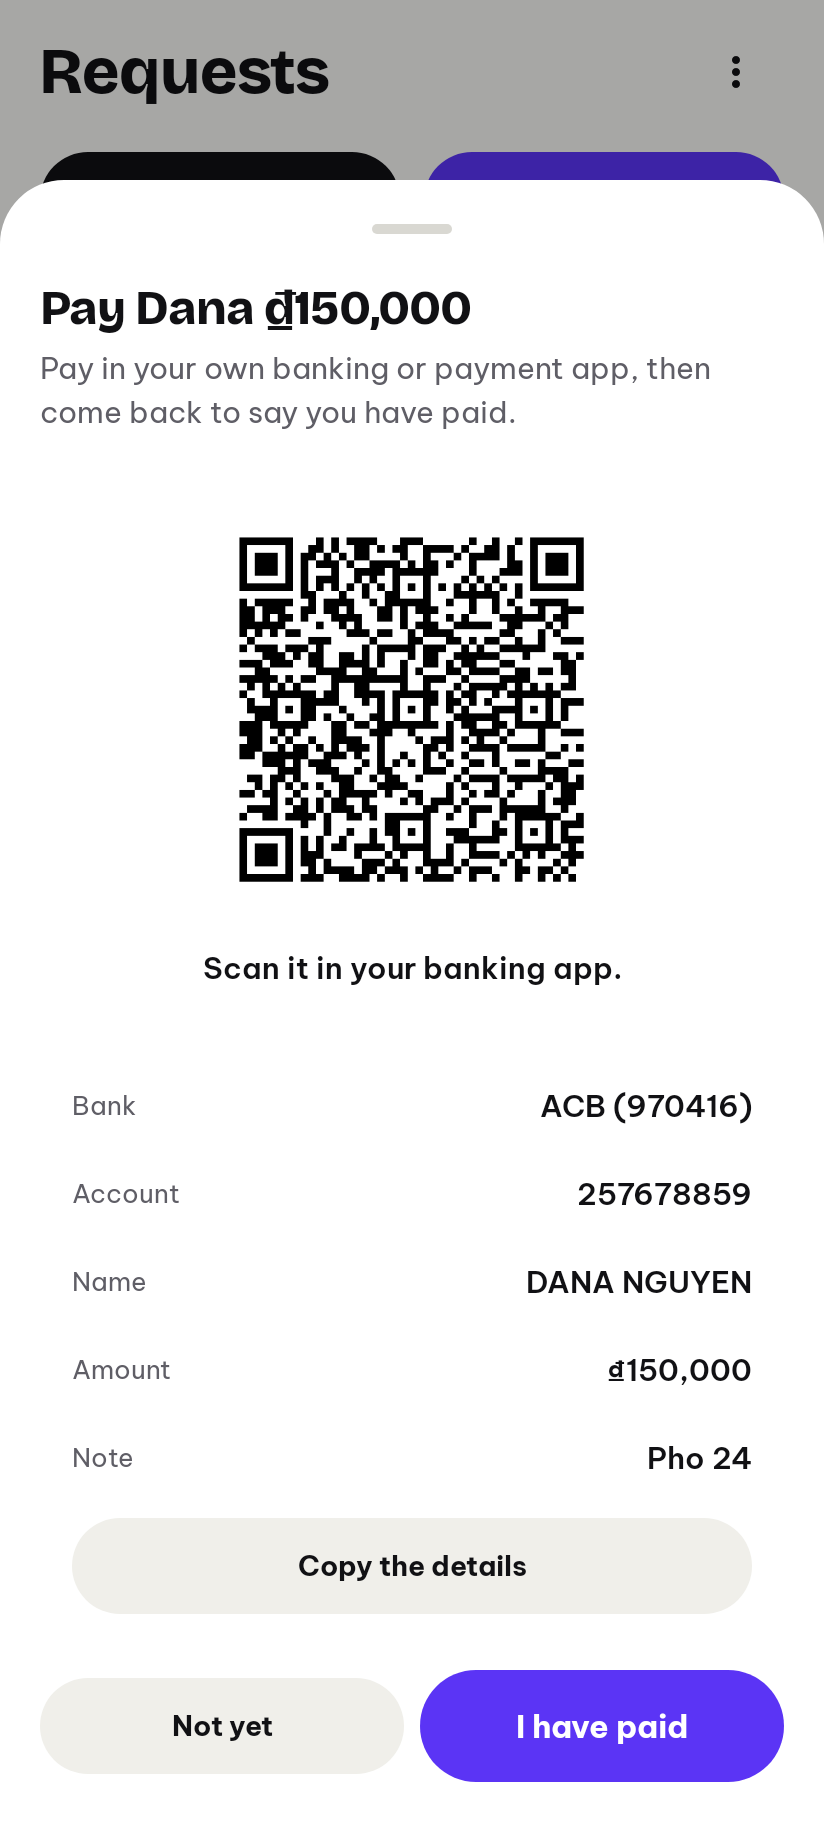 Requests
Pay Dana ₫150,000
Pay in your own banking or payment app, then
come back to say you have paid.
Scan it in your banking app.
Bank ACB (970416)
Account 257678859
Name DANA NGUYEN
Amount ₫150,000
Note Pho 24
Copy the details
Not yet I have paid